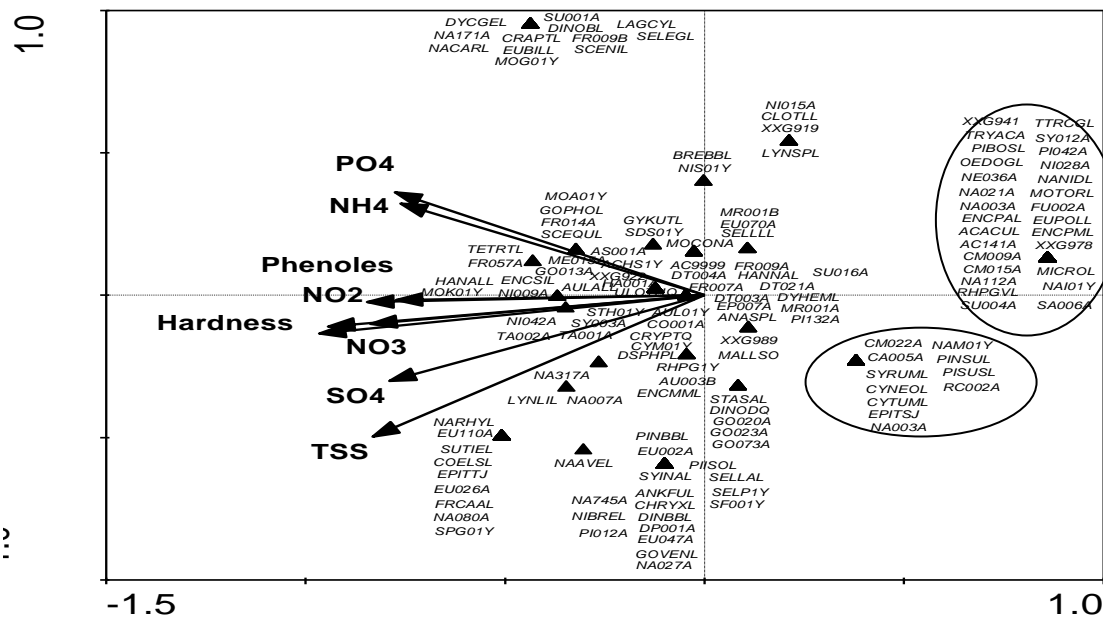 1.0
DYCGEL SU001A
DINOBL LAGCYL
NA171A CRAPTL FR009B SELEGL
NACARL EUBILL SCENIL
MOG01Y
NI015A
CLOTLL
XXG919
LYNSPL
XXG941 TTRCGL
TRYACA SY012A
PIBOSL PI042A
OEDOGL NI028A
NE036A NANIDL
NA021A MOTORL
NA003A FU002A
ENCPAL EUPOLL
ACACUL ENCPML
AC141A XXG978
CM009A
CM015A MICROL
NA112A NAI01Y
RHPGVL
SU004A SA006A
BREBBL
NIS01Y
PO4
NH4
MOA01Y
GOPHOL
FR014A
SCEQUL
GYKUTL
SDS01Y
MOCONA
MR001B
EU070A
SELLLL
TETRTL
FR057A
AS001A
ACHS1Y
GO013A
AC9999 FR009A
DT004A HANNAL SU016A
Phenoles
HANALL ENCSIL
AULALL
FR007A DT021A
NO2
MOK01Y NI009A
DT003A DYHEML
EP007A MR001A
ANASPL PI132A
Hardness
STH01Y AUL01Y
NI042A SY003A CO001A
TA002A TA001A CRYPTQ
CYM01Y
NO3
DSPHPL
XXG989
MALLSO
RHPG1Y
NA317A
AU003B
SO4
LYNLIL NA007A ENCMML
STASAL
DINODQ
GO020A
GO023A
GO073A
CM022A NAM01Y
CA005A PINSUL
SYRUML PISUSL
CYNEOL RC002A
CYTUML
EPITSJ
NA003A
TSS
NARHYL
EU110A
SUTIEL
COELSL
EPITTJ
EU026A
FRCAAL
NA080A
SPG01Y
NAAVEL
PINBBL
EU002A
PIISOL
SYINAL SELLAL
NA745A ANKFUL SELP1Y
CHRYXL SF001Y
NIBREL DINBBL
PI012A DP001A
EU047A
GOVENL
NA027A
-1.5 1.0